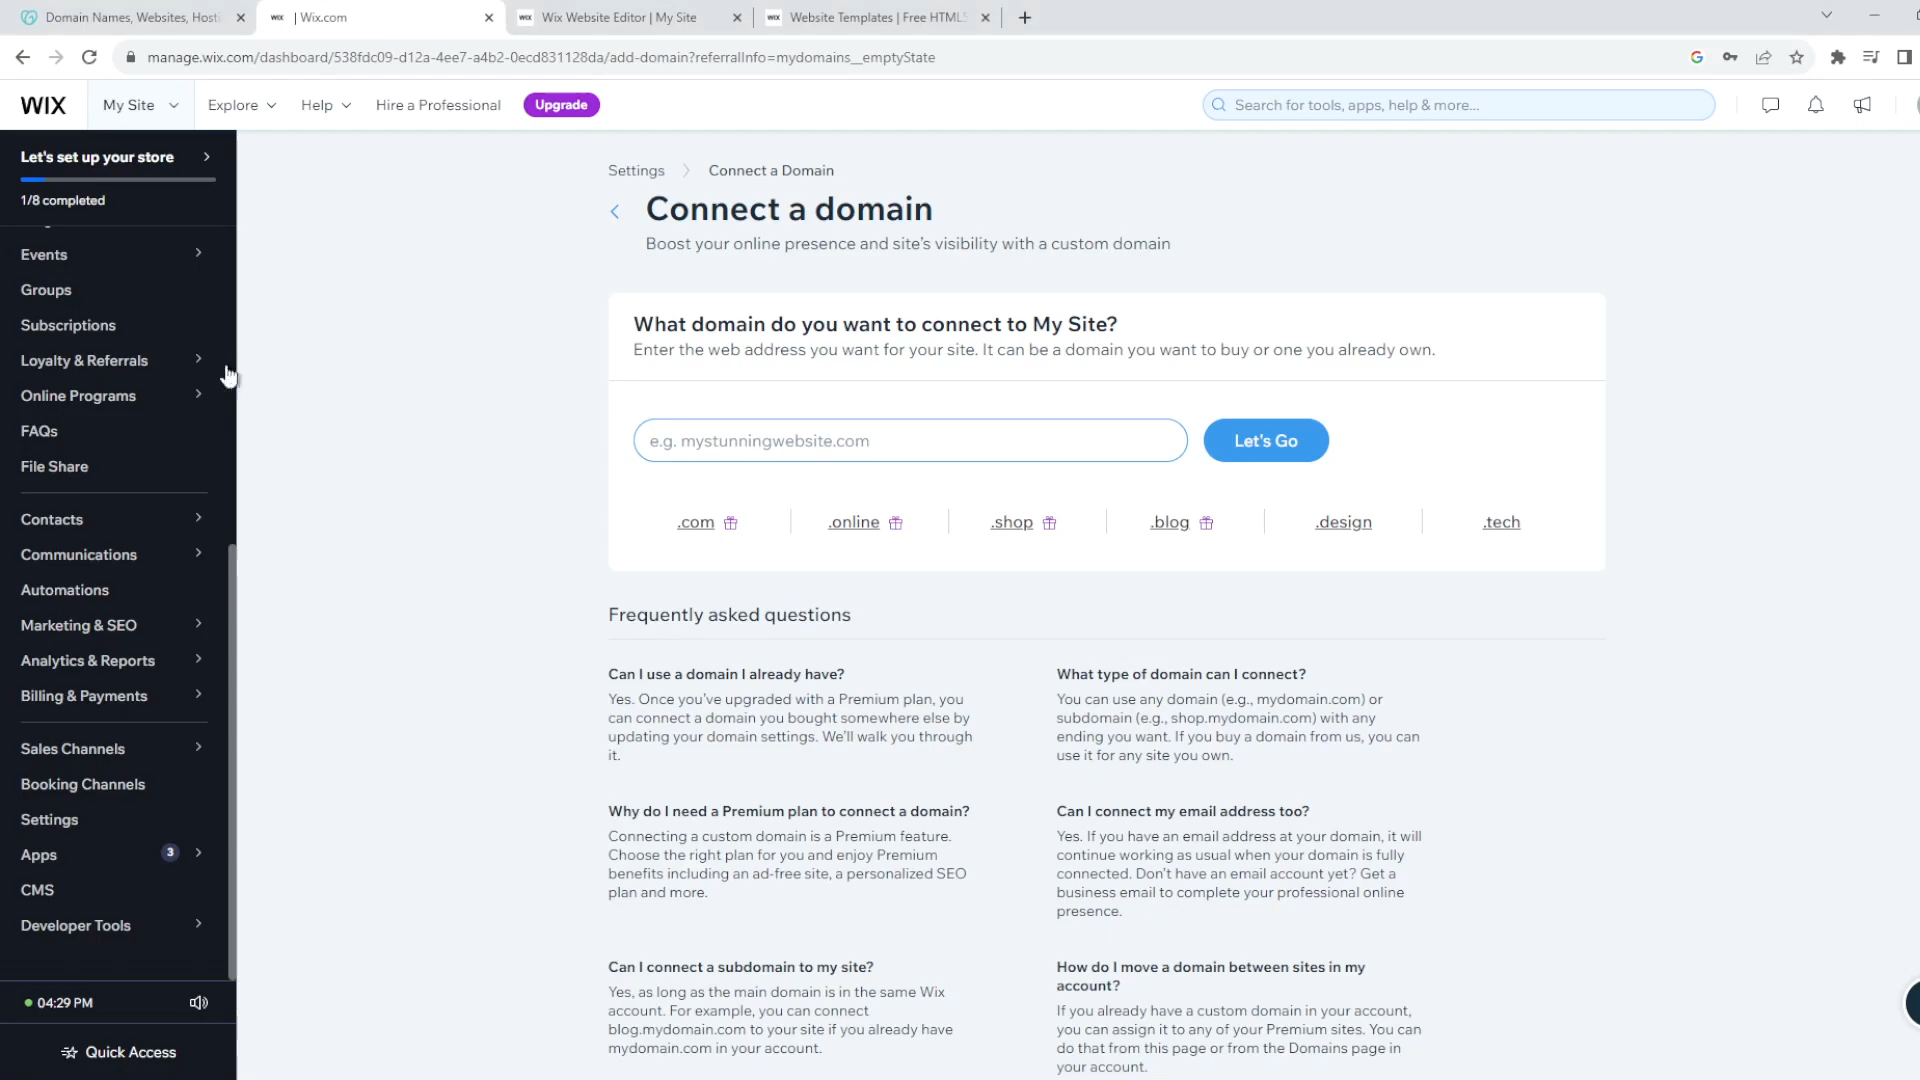 Domain Names, Websites, Hosti
| Wix.com
Wix Website Editor | My Site
Website Templates | Free HTML5
manage.wix.com/dashboard/538fdc09-d12a-4ee7-a4b2-0ecd831128da/add-domain?referralInfo=mydomains__emptyState
WIX
My Site
Explore
Help
Hire a Professional
Upgrade
Search for tools, apps, help & more...
Let's set up your store
1/8 completed
Events
Groups
Subscriptions
Loyalty & Referrals
Online Programs
FAQs
File Share
Contacts
Communications
Automations
Marketing & SEO
Analytics & Reports
Billing & Payments
Sales Channels
Booking Channels
Settings
Apps 3
CMS
Developer Tools
04:29 PM
Quick Access
Settings > Connect a Domain
Connect a domain
Boost your online presence and site's visibility with a custom domain
What domain do you want to connect to My Site?
Enter the web address you want for your site. It can be a domain you want to buy or one you already own.
e.g. mystunningwebsite.com
Let's Go
.com .online .shop .blog .design .tech
Frequently asked questions
Can I use a domain I already have?
Yes. Once you've upgraded with a Premium plan, you
can connect a domain you bought somewhere else by
updating your domain settings. We'll walk you through
it.
What type of domain can I connect?
You can use any domain (e.g., mydomain.com) or
subdomain (e.g., shop.mydomain.com) with any
ending you want. If you buy a domain from us, you can
use it for any site you own.
Why do I need a Premium plan to connect a domain?
Connecting a custom domain is a Premium feature.
Choose the right plan for you and enjoy Premium
benefits including an ad-free site, a personalized SEO
plan and more.
Can I connect my email address too?
Yes. If you have an email address at your domain, it will
continue working as usual when your domain is fully
connected. Don't have an email account yet? Get a
business email to complete your professional online
presence.
Can I connect a subdomain to my site?
Yes, as long as the main domain is in the same Wix
account. For example, you can connect
blog.mydomain.com to your site if you already have
mydomain.com in your account.
How do I move a domain between sites in my
account?
If you already have a custom domain in your account,
you can assign it to any of your Premium sites. You can
do that from this page or from the Domains page in
your account.